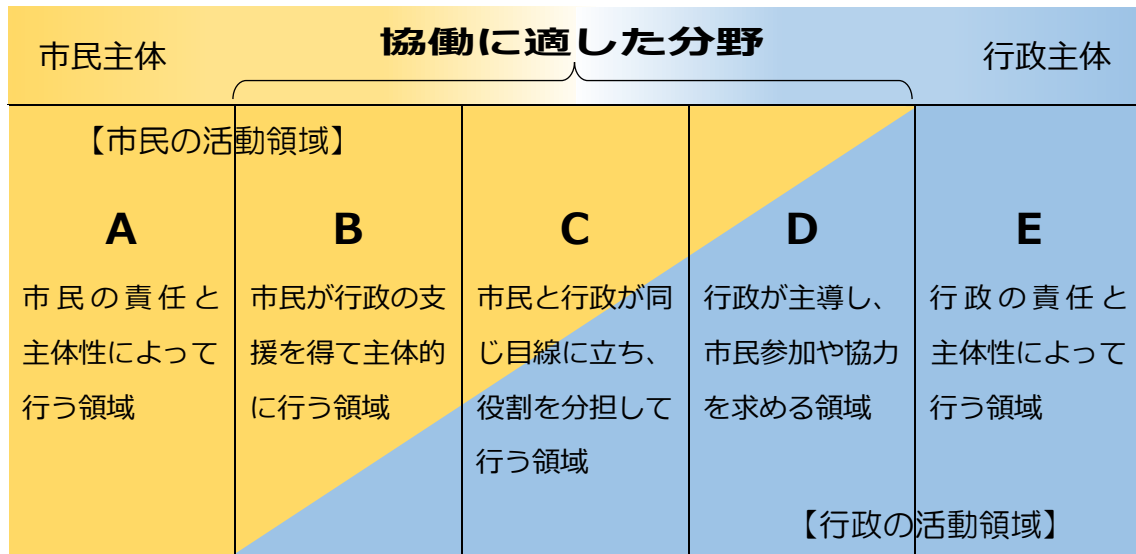 市民主体
協働に適した分野
行政主体
【市民の活動領域】
A
市民の責任と
主体性によって
行う領域
B
市民が行政の支
援を得て主体的
に行う領域
C
市民と行政が同
じ目線に立ち、
役割を分担して
行う領域
D
行政が主導し、
市民参加や協力
を求める領域
E
行政の責任と
主体性によって
行う領域
【行政の活動領域】